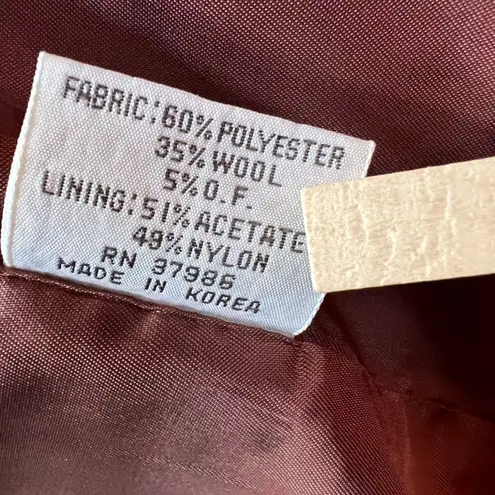 FABRIC:60% POLYESTER
35% WOOL
5% O.F.
LINING:51% ACETATE
49% NYLON
RN 37986
MADE IN KOREA